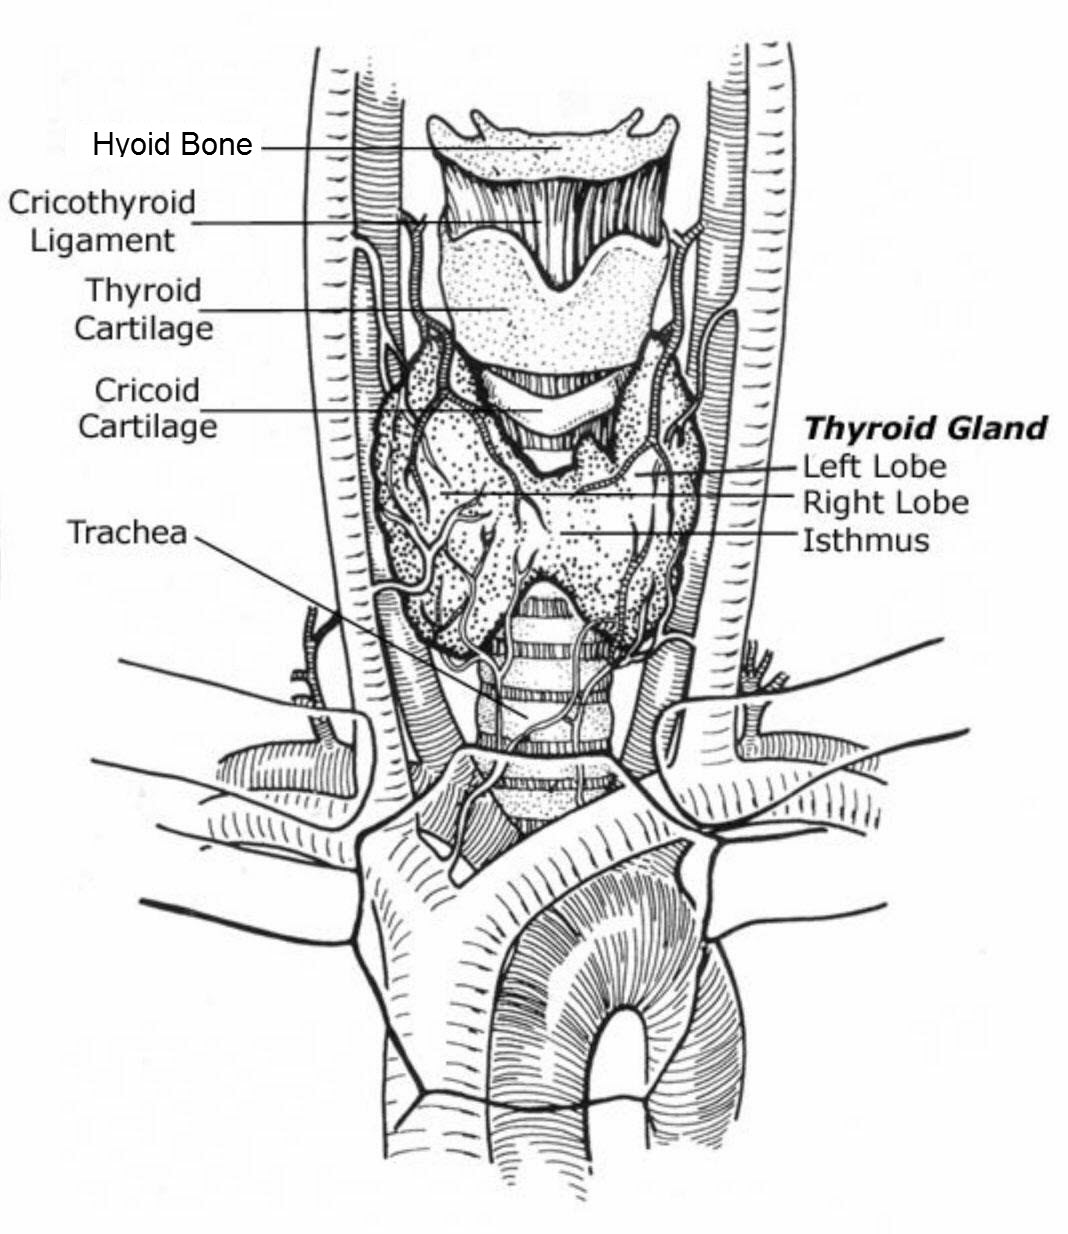 Hyoid Bone
Cricothyroid
Ligament
Thyroid
Cartilage
Cricoid
Cartilage
Trachea
Thyroid Gland
Left Lobe
Right Lobe
Isthmus